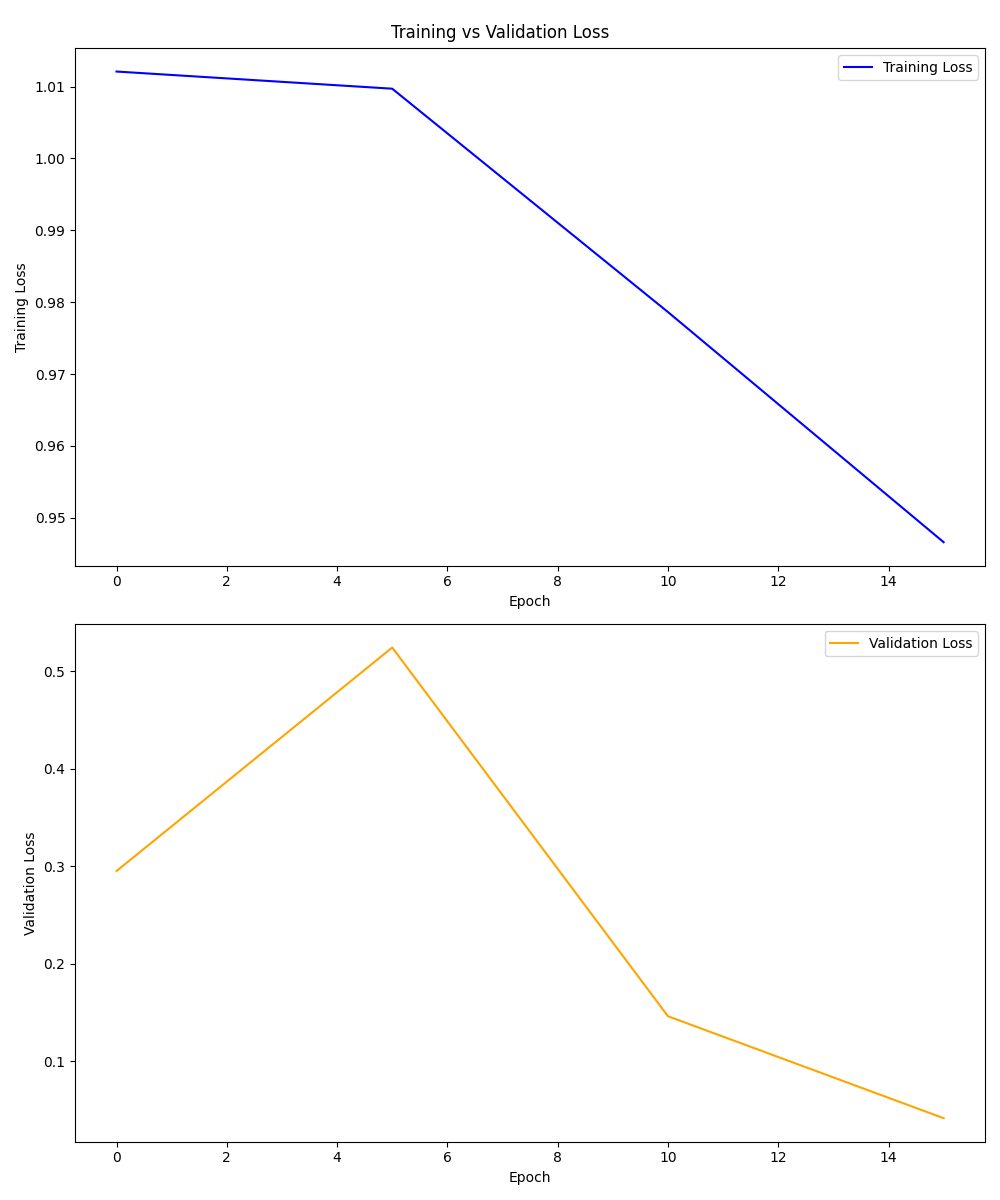 Training vs Validation Loss
Training Loss
1.01
1.00
0.99
0.98
0.97
0.96
0.95
Training Loss
0 2 4 6 8 10 12 14
Epoch
Validation Loss
0.5
0.4
0.3
0.2
0.1
Validation Loss
0 2 4 6 8 10 12 14
Epoch